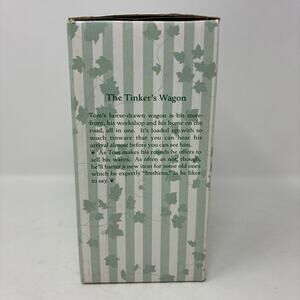 The Tinker's Wagon
Tom's horse-drawn wagon is his store-
front, his workshop and his home on the
road, all in one. It's loaded up with so
much tinware that you can hear his
arrival almost before you can see him.
★ As Tom makes his rounds he offers to
sell his wares. As often as not, though,
he'll barter a new item for some old ones
which he expertly "freshens," as he likes
to say. ★